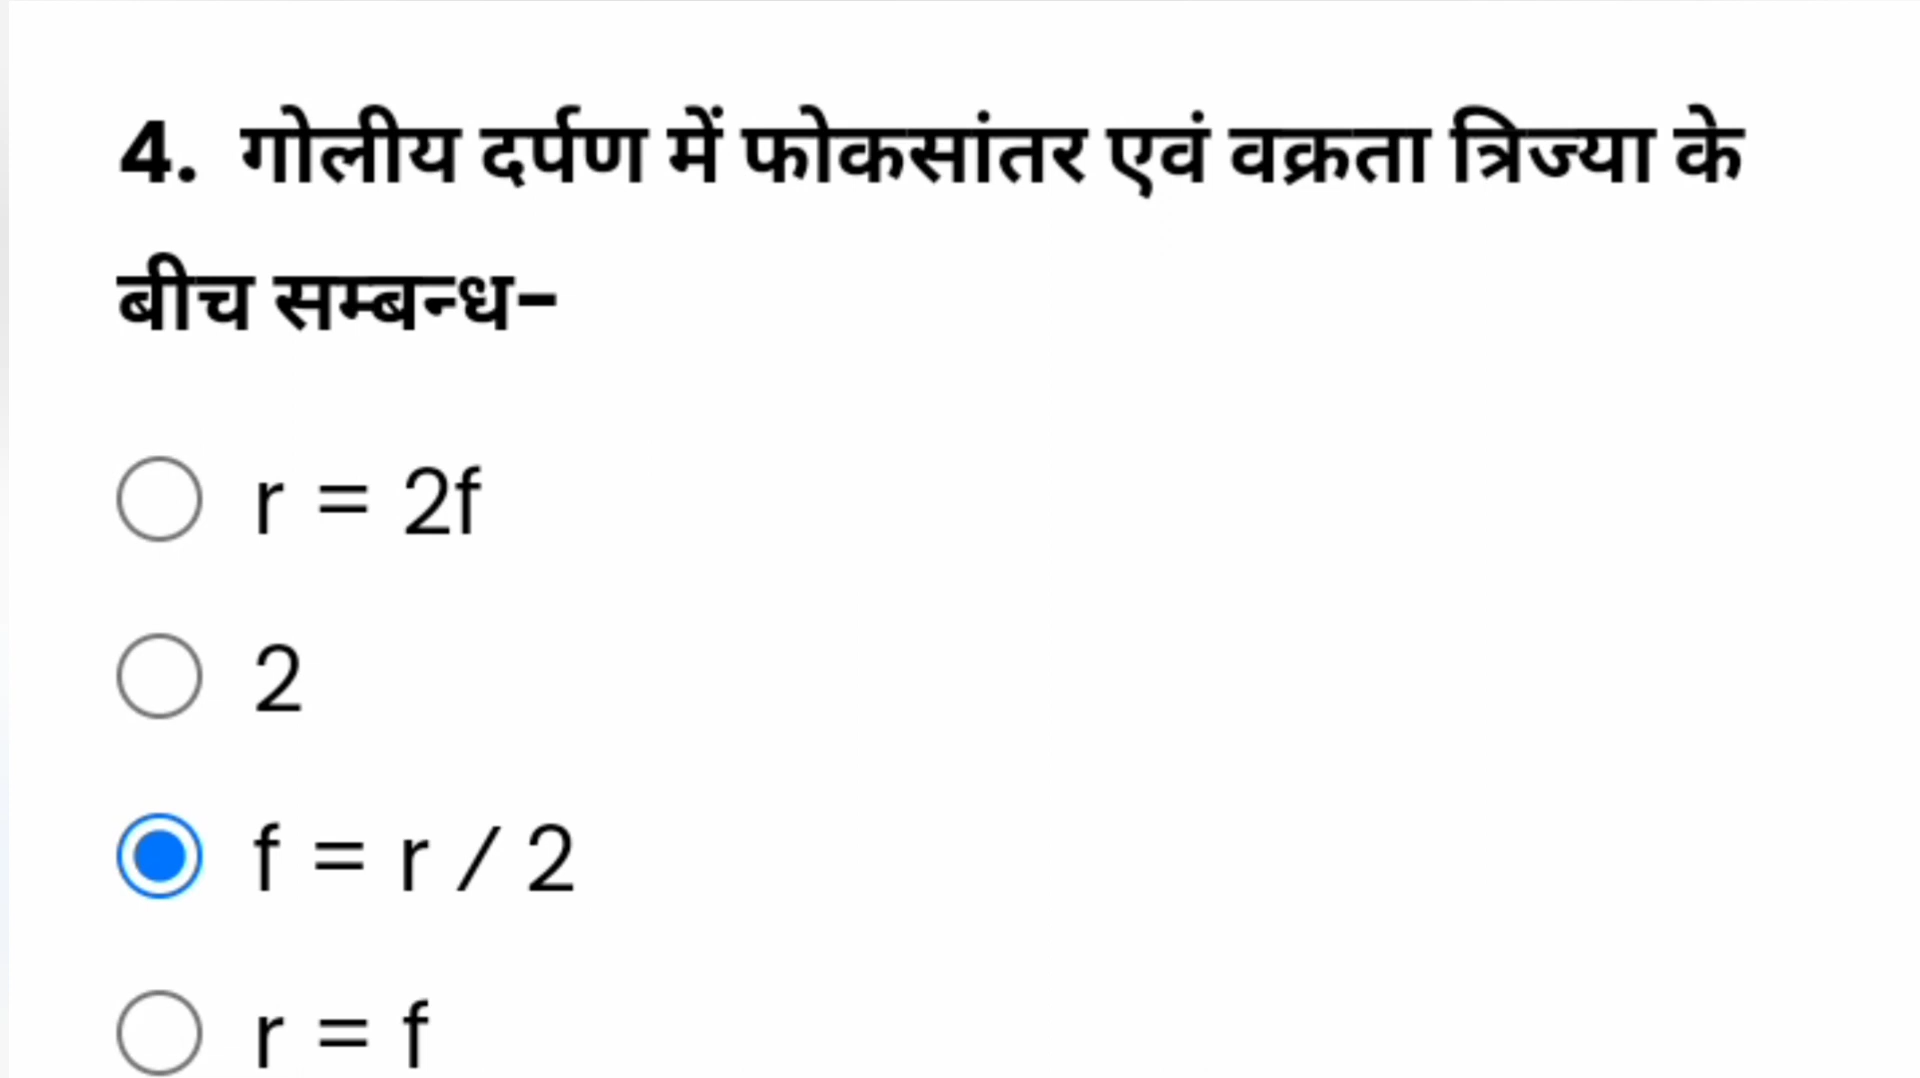 4. गोलीय दर्पण में फोकसांतर एवं वक्रता त्रिज्या के
बीच सम्बन्ध-
r = 2f
2
f = r / 2
r = f